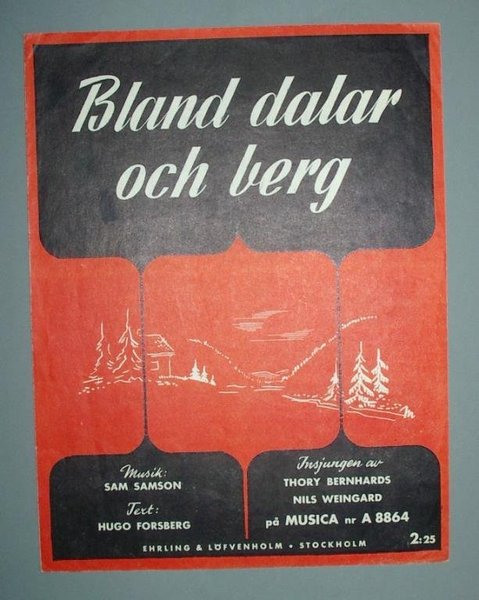 Bland dalar
och berg
Musik:
SAM SAMSON
Text:
HUGO FORSBERG
Insjungen av
THORY BERNHARDS
NILS WEINGARD
på MUSICA nr A 8864
EHRLING & LÖFVENHOLM • STOCKHOLM
2:25